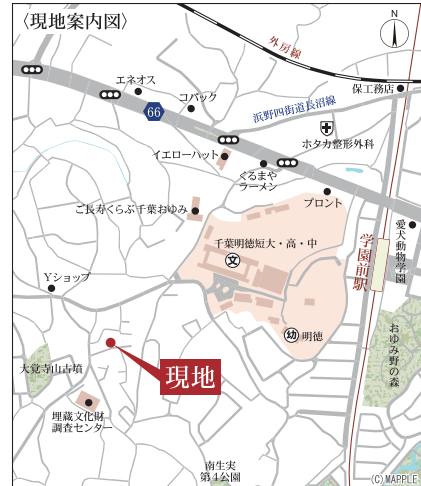 〈現地案内図〉
N
外房線
エネオス
コバック
保工務店
66
浜野四街道長沼線
ホタカ整形外科
イエローハット
くるまや
ラーメン
ブロント
ご長寿くらぶ千葉おゆみ
千葉明徳短大・高・中
文
学園前駅
愛犬動物学園
Yショップ
幼
明徳
おゆみ野の森
現地
大覚寺山古墳
埋蔵文化財
調査センター
南生実
第4公園
(C)MAPPLE